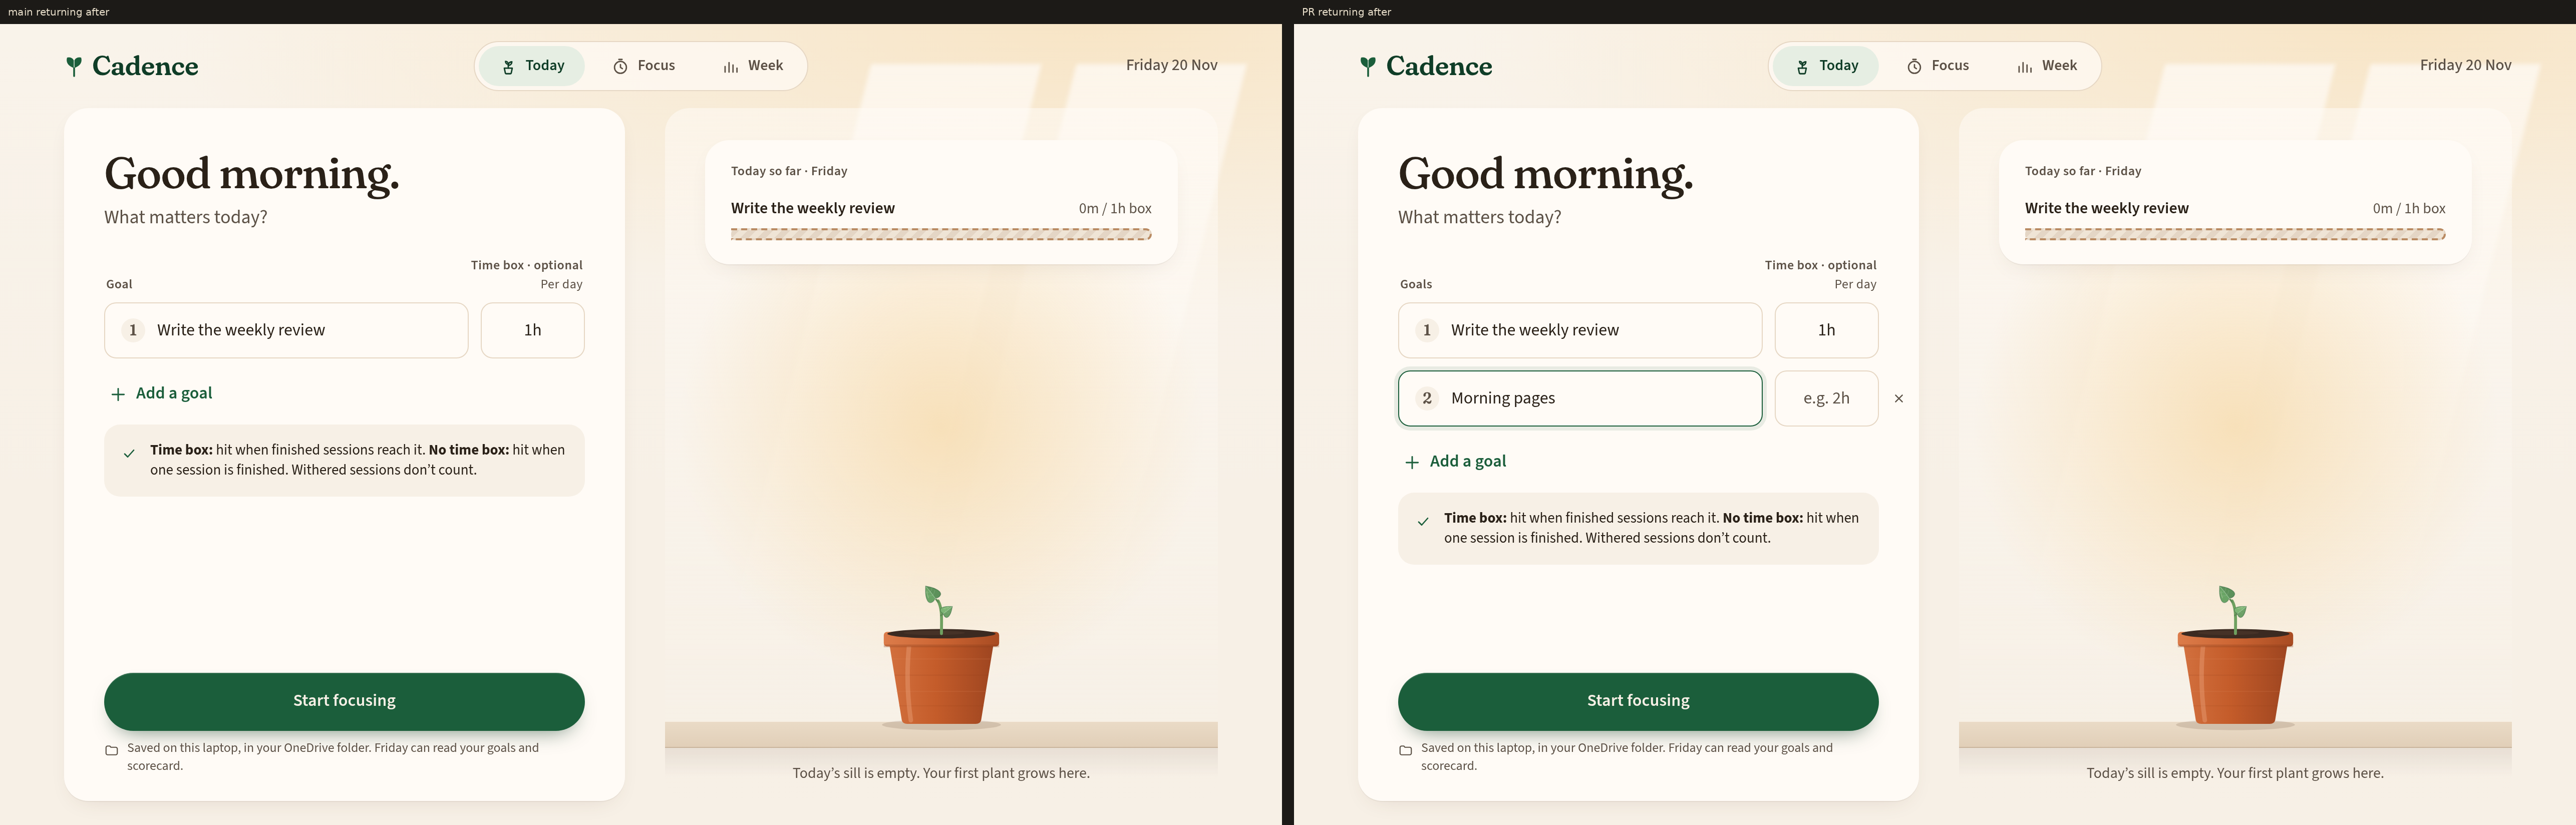 main returning after
Cadence
Today
Focus
Week
Friday 20 Nov
Good morning.
What matters today?
Time box · optional
Goal
Per day
1
Write the weekly review
1h
Add a goal
Time box: hit when finished sessions reach it. No time box: hit when
one session is finished. Withered sessions don’t count.
Start focusing
Saved on this laptop, in your OneDrive folder. Friday can read your goals and
scorecard.
Today so far · Friday
Write the weekly review
0m / 1h box
Today’s sill is empty. Your first plant grows here.
PR returning after
Cadence
Today
Focus
Week
Friday 20 Nov
Good morning.
What matters today?
Time box · optional
Goals
Per day
1
Write the weekly review
1h
2
Morning pages
e.g. 2h
Add a goal
Time box: hit when finished sessions reach it. No time box: hit when
one session is finished. Withered sessions don’t count.
Start focusing
Saved on this laptop, in your OneDrive folder. Friday can read your goals and
scorecard.
Today so far · Friday
Write the weekly review
0m / 1h box
Today’s sill is empty. Your first plant grows here.